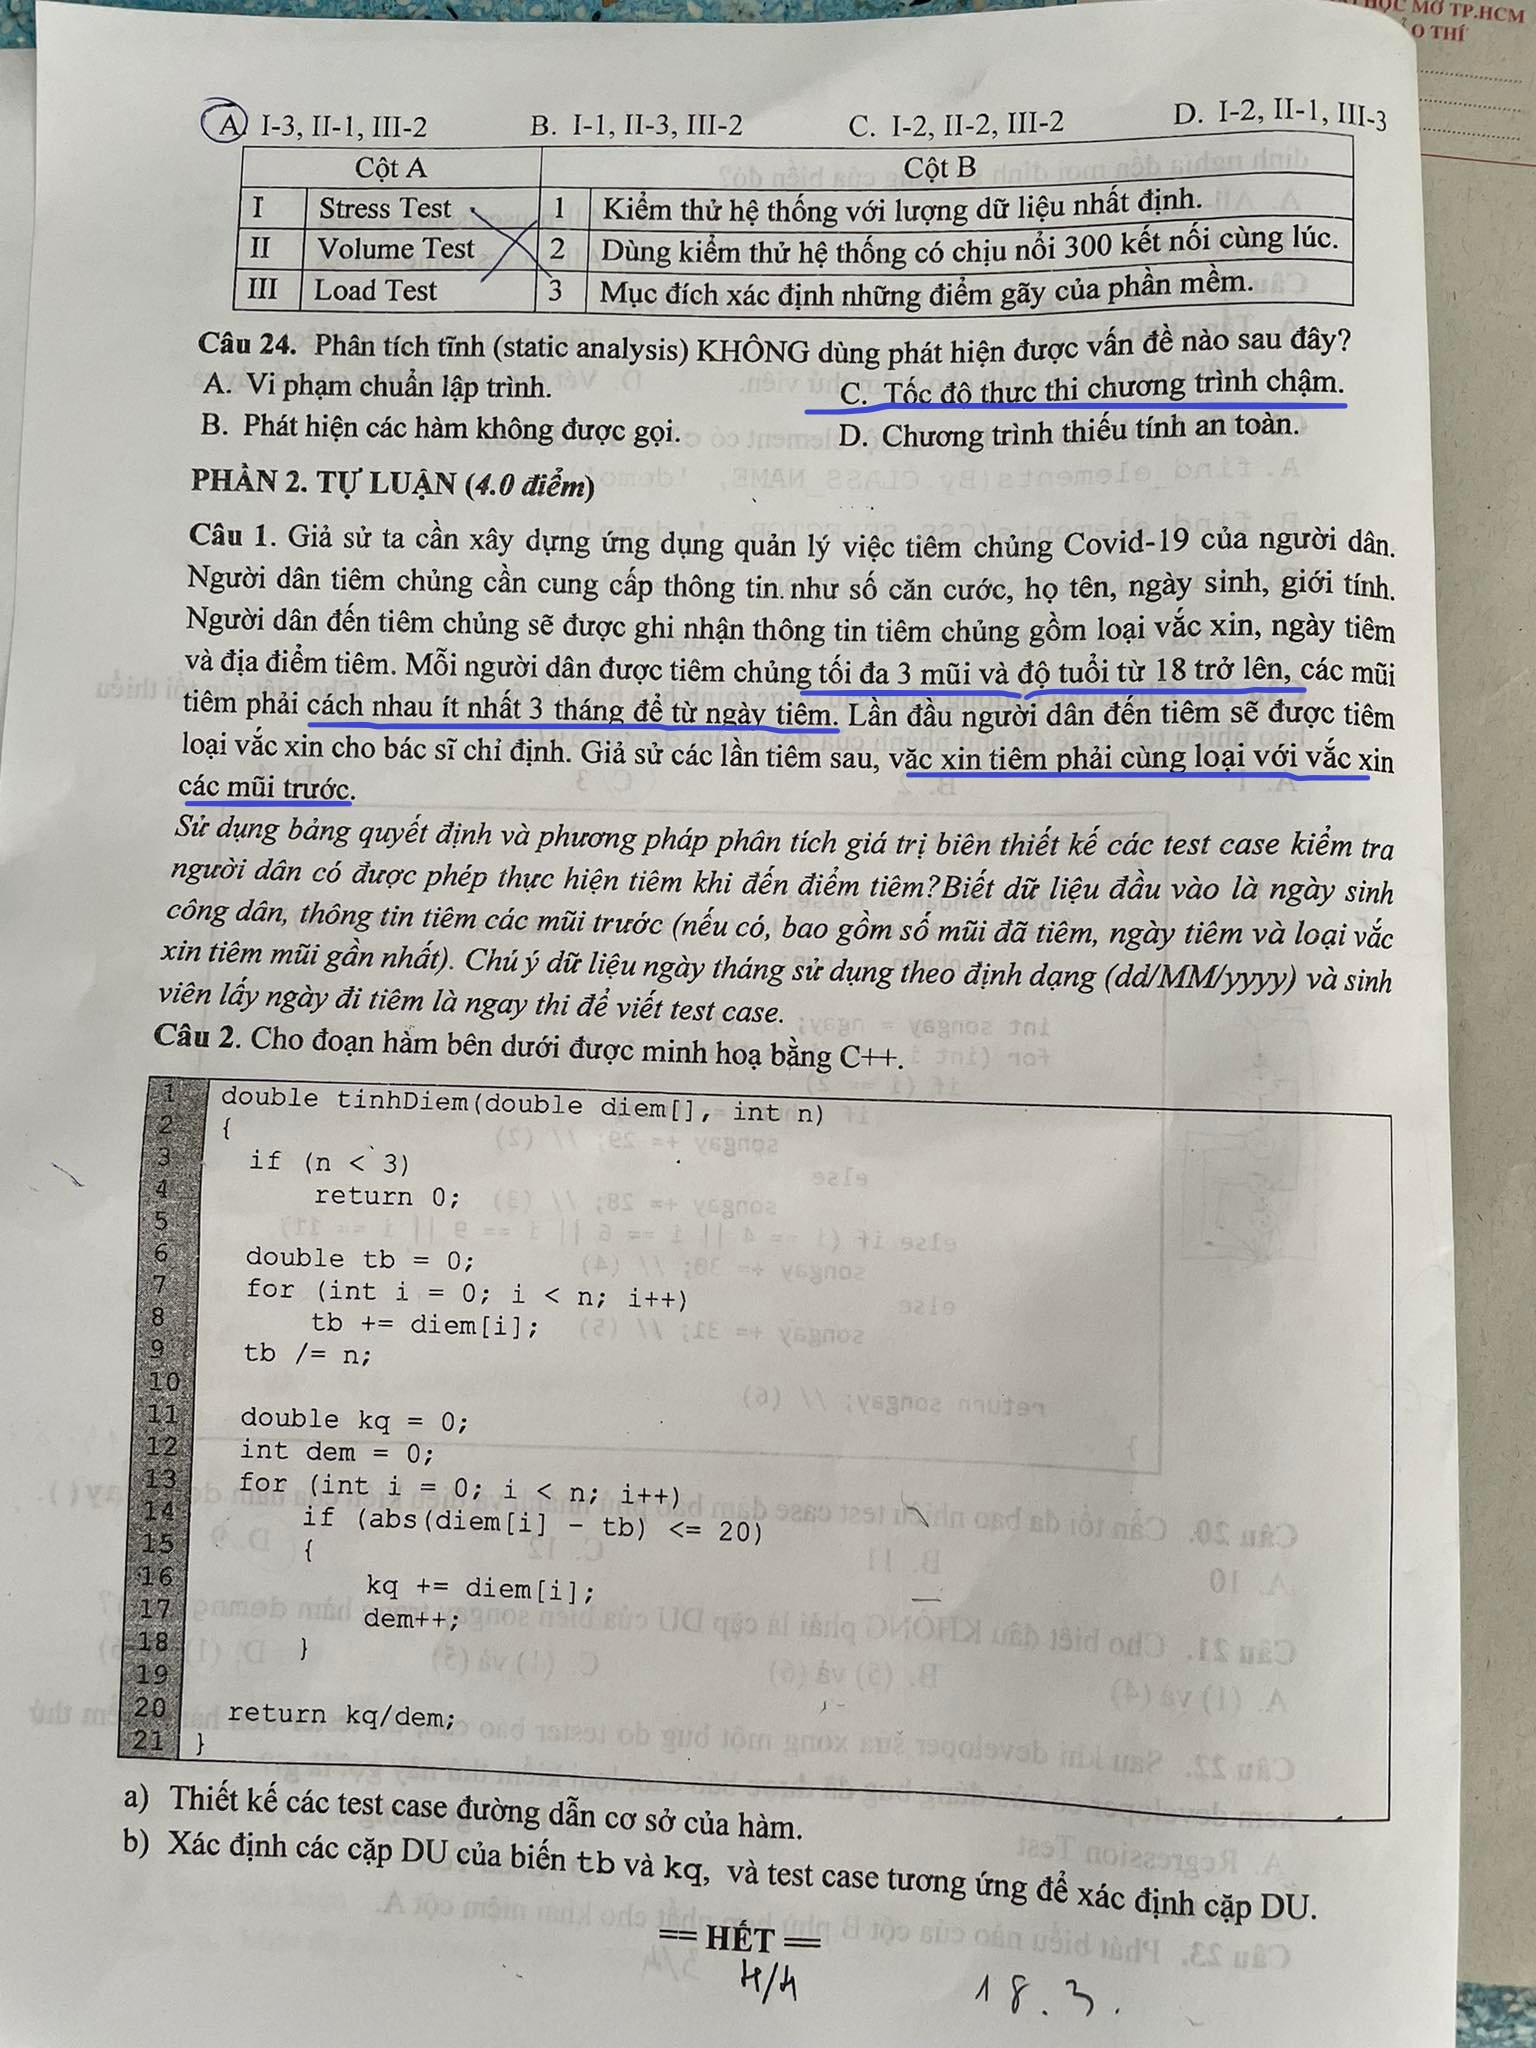 HỌC MỞ TP.HCM
O THÍ
A. I-3, II-1, III-2 B. I-1, II-3, III-2 C. I-2, II-2, III-2 D. I-2, II-1, III-3
Cột A Cột B
I Stress Test 1 Kiểm thử hệ thống với lượng dữ liệu nhất định.
II Volume Test 2 Dùng kiểm thử hệ thống có chịu nổi 300 kết nối cùng lúc.
III Load Test 3 Mục đích xác định những điểm gãy của phần mềm.
Câu 24. Phân tích tĩnh (static analysis) KHÔNG dùng phát hiện được vấn đề nào sau đây?
A. Vi phạm chuẩn lập trình. C. Tốc độ thực thi chương trình chậm.
B. Phát hiện các hàm không được gọi. D. Chương trình thiếu tính an toàn.
PHẦN 2. TỰ LUẬN (4.0 điểm)
Câu 1. Giả sử ta cần xây dựng ứng dụng quản lý việc tiêm chủng Covid-19 của người dân.
Người dân tiêm chủng cần cung cấp thông tin như số căn cước, họ tên, ngày sinh, giới tính.
Người dân đến tiêm chủng sẽ được ghi nhận thông tin tiêm chủng gồm loại vắc xin, ngày tiêm
và địa điểm tiêm. Mỗi người dân được tiêm chủng tối đa 3 mũi và độ tuổi từ 18 trở lên, các mũi
tiêm phải cách nhau ít nhất 3 tháng để từ ngày tiêm. Lần đầu người dân đến tiêm sẽ được tiêm
loại vắc xin cho bác sĩ chỉ định. Giả sử các lần tiêm sau, vắc xin tiêm phải cùng loại với vắc xin
các mũi trước.
Sử dụng bảng quyết định và phương pháp phân tích giá trị biên thiết kế các test case kiểm tra
người dân có được phép thực hiện tiêm khi đến điểm tiêm?Biết dữ liệu đầu vào là ngày sinh
công dân, thông tin tiêm các mũi trước (nếu có, bao gồm số mũi đã tiêm, ngày tiêm và loại vắc
xin tiêm mũi gần nhất). Chú ý dữ liệu ngày tháng sử dụng theo định dạng (dd/MM/yyyy) và sinh
viên lấy ngày đi tiêm là ngay thi để viết test case.
Câu 2. Cho đoạn hàm bên dưới được minh hoạ bằng C++.
1 double tinhDiem(double diem[], int n)
2 {
3 if (n < 3)
4 return 0;
5
6 double tb = 0;
7 for (int i = 0; i < n; i++)
8 tb += diem[i];
9 tb /= n;
10
11 double kq = 0;
12 int dem = 0;
13 for (int i = 0; i < n; i++)
14 if (abs(diem[i] - tb) <= 20)
15 {
16 kq += diem[i];
17 dem++;
18 }
19
20 return kq/dem;
21 }
a) Thiết kế các test case đường dẫn cơ sở của hàm.
b) Xác định các cặp DU của biến tb và kq, và test case tương ứng để xác định cặp DU.
== HẾT ==
4/4
18.3.